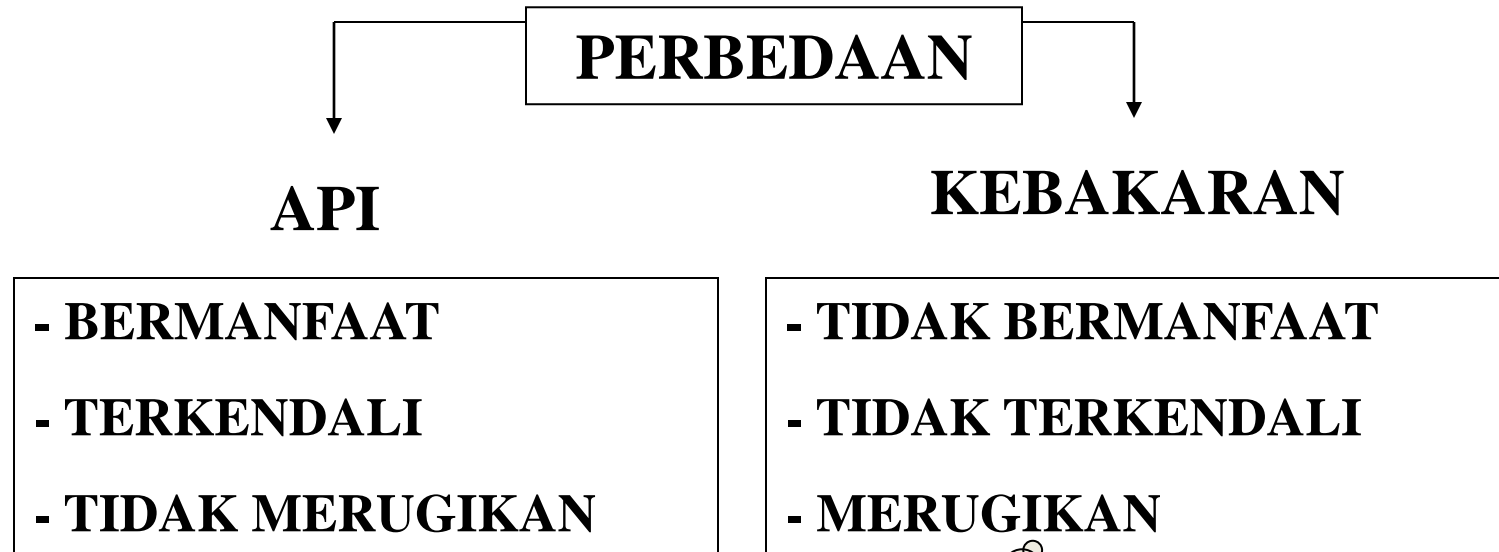 PERBEDAAN
API
KEBAKARAN
- BERMANFAAT
- TERKENDALI
- TIDAK MERUGIKAN
- TIDAK BERMANFAAT
- TIDAK TERKENDALI
- MERUGIKAN